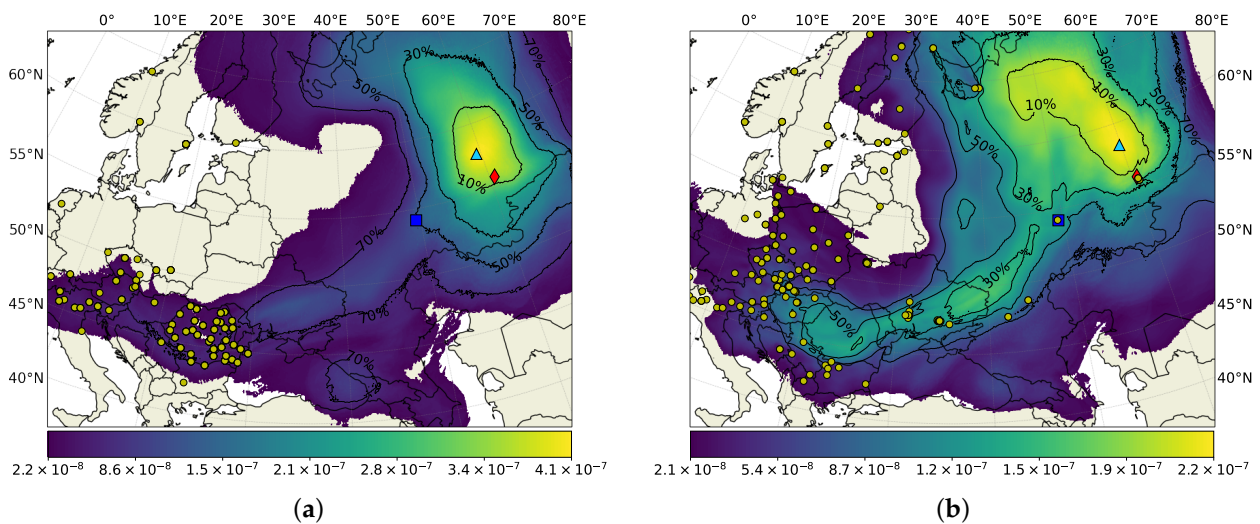 0° 10°E 20°E 30°E 40°E 50°E 60°E 70°E 80°E
60°N
55°N
50°N
45°N
40°N
30%
70%
50%
50%
10%
70%
50%
70%
70%
2.2 × 10⁻⁸ 8.6 × 10⁻⁸ 1.5 × 10⁻⁷ 2.1 × 10⁻⁷ 2.8 × 10⁻⁷ 3.4 × 10⁻⁷ 4.1 × 10⁻⁷
(a)
0° 10°E 20°E 30°E 40°E 50°E 60°E 70°E 80°E
60°N
55°N
50°N
45°N
40°N
30%
10%
10%
50%
70%
50%
30%
30%
50%
2.1 × 10⁻⁸ 5.4 × 10⁻⁸ 8.7 × 10⁻⁸ 1.2 × 10⁻⁷ 1.5 × 10⁻⁷ 1.9 × 10⁻⁷ 2.2 × 10⁻⁷
(b)